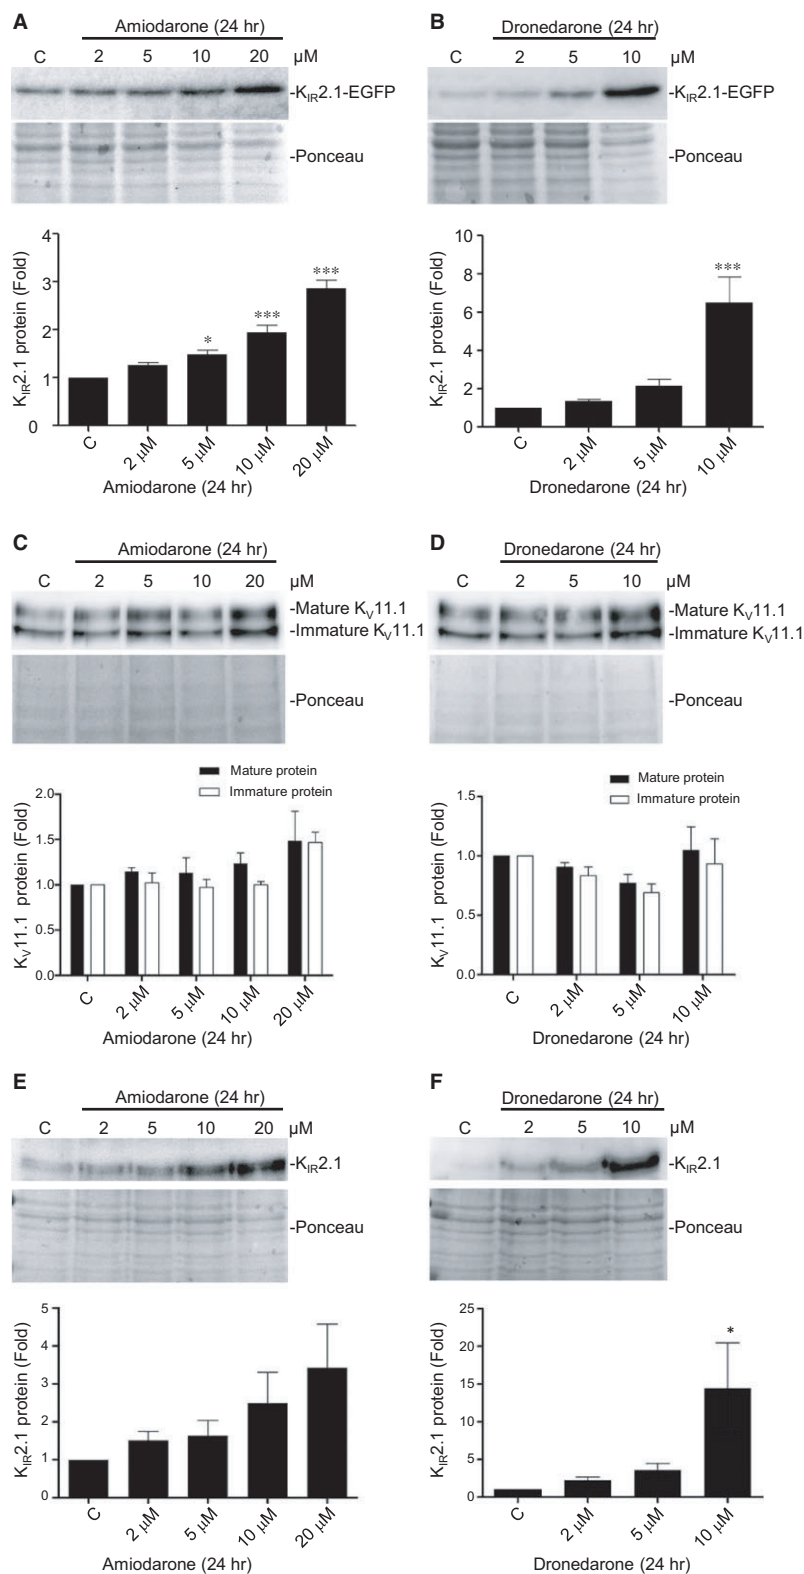 A
Amiodarone (24 hr)
C 2 5 10 20 µM
-KIR2.1-EGFP
-Ponceau
KIR2.1 protein (Fold)
4
3
2
1
0
*
***
***
C 2 µM 5 µM 10 µM 20 µM
Amiodarone (24 hr)
B
Dronedarone (24 hr)
C 2 5 10 µM
-KIR2.1-EGFP
-Ponceau
KIR2.1 protein (Fold)
10
8
6
4
2
0
***
C 2 µM 5 µM 10 µM
Dronedarone (24 hr)
C
Amiodarone (24 hr)
C 2 5 10 20 µM
-Mature KV11.1
-Immature KV11.1
-Ponceau
Mature protein
Immature protein
KV11.1 protein (Fold)
2.0
1.5
1.0
0.5
0.0
C 2 µM 5 µM 10 µM 20 µM
Amiodarone (24 hr)
D
Dronedarone (24 hr)
C 2 5 10 µM
-Mature KV11.1
-Immature KV11.1
-Ponceau
Mature protein
Immature protein
KV11.1 protein (Fold)
1.5
1.0
0.5
0.0
C 2 µM 5 µM 10 µM
Dronedarone (24 hr)
E
Amiodarone (24 hr)
C 2 5 10 20 µM
-KIR2.1
-Ponceau
KIR2.1 protein (Fold)
5
4
3
2
1
0
C 2 µM 5 µM 10 µM 20 µM
Amiodarone (24 hr)
F
Dronedarone (24 hr)
C 2 5 10 µM
-KIR2.1
-Ponceau
KIR2.1 protein (Fold)
25
20
15
10
5
0
*
C 2 µM 5 µM 10 µM
Dronedarone (24 hr)